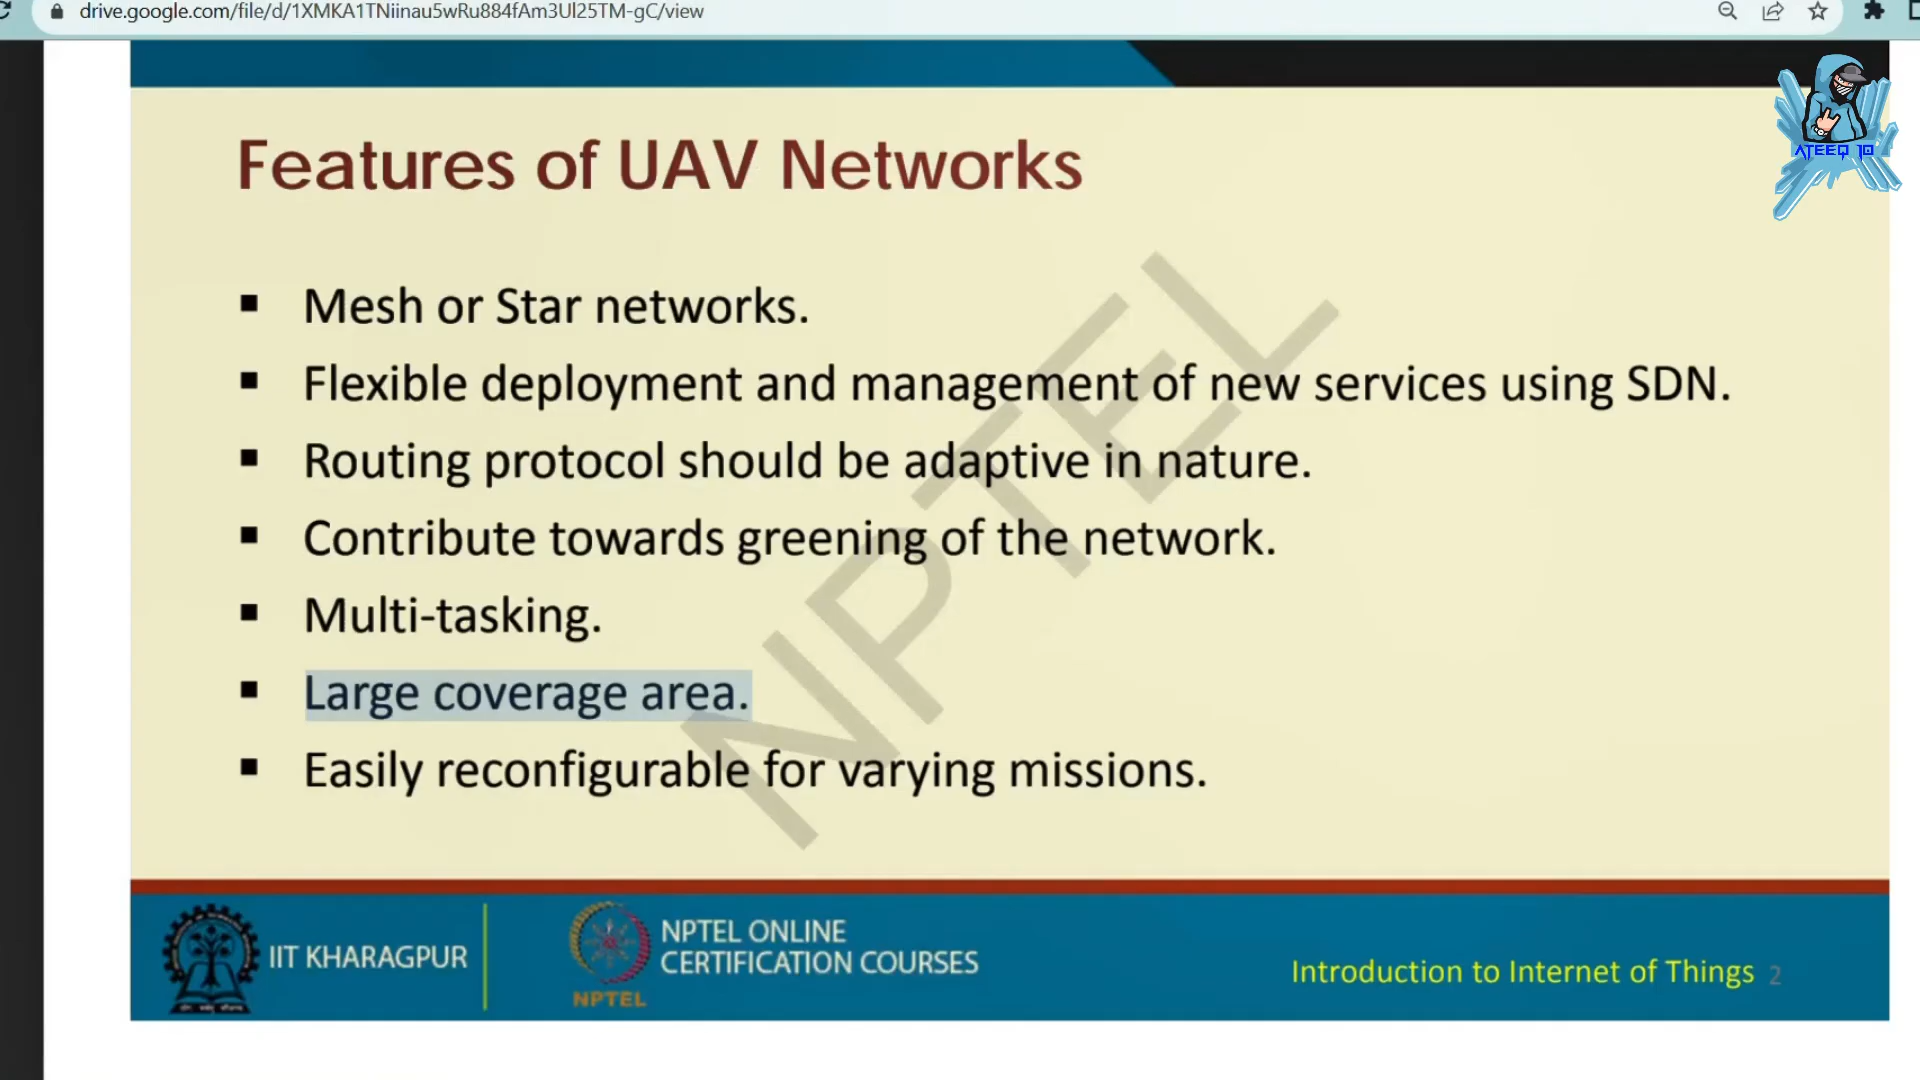 drive.google.com/file/d/1XMKA1TNiinau5wRu884fAm3Ul25TM-gC/view
ATEEQ 10
Features of UAV Networks
Mesh or Star networks.
Flexible deployment and management of new services using SDN.
Routing protocol should be adaptive in nature.
Contribute towards greening of the network.
Multi-tasking.
Large coverage area.
Easily reconfigurable for varying missions.
NPTEL
IIT KHARAGPUR
NPTEL
NPTEL ONLINE
CERTIFICATION COURSES
Introduction to Internet of Things 2